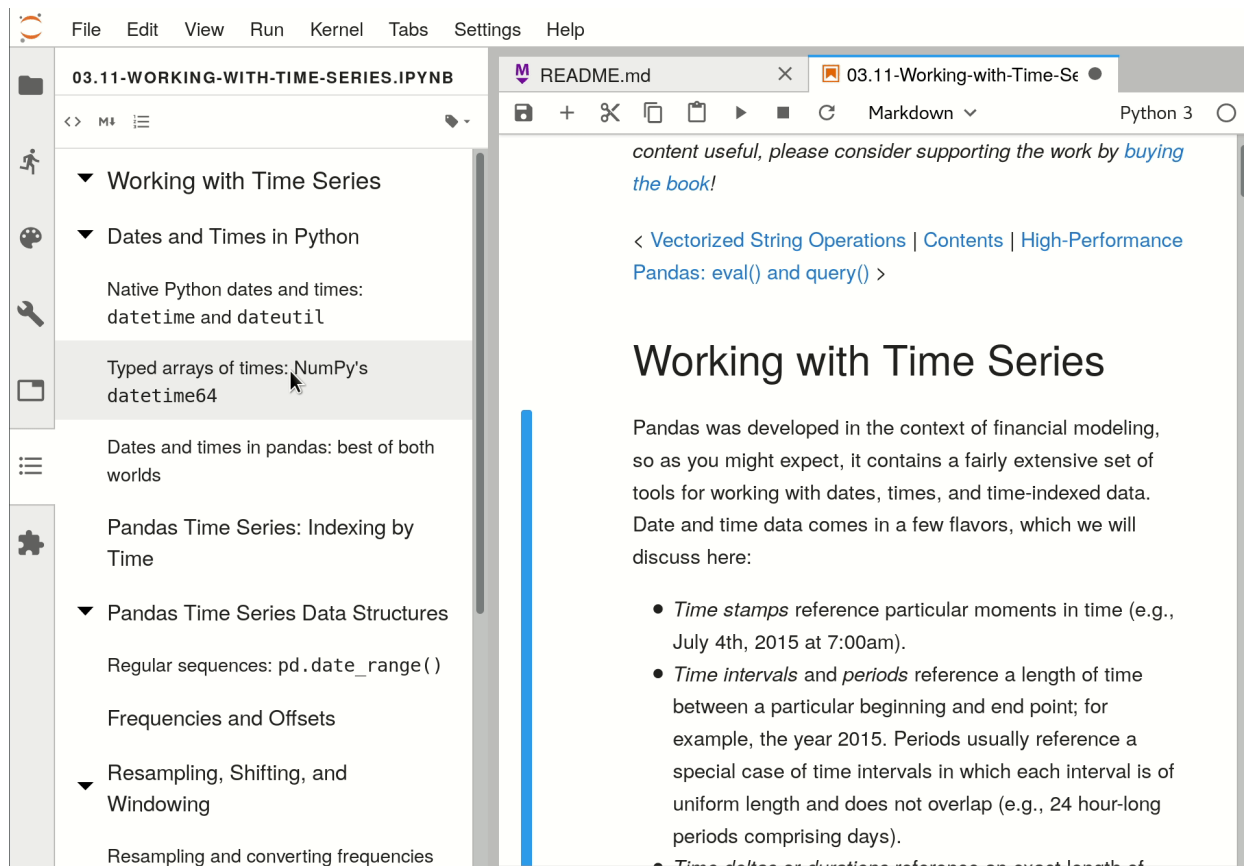 File Edit View Run Kernel Tabs Settings Help
03.11-WORKING-WITH-TIME-SERIES.IPYNB
M
Working with Time Series
Dates and Times in Python
Native Python dates and times:
datetime and dateutil
Typed arrays of times: NumPy's
datetime64
Dates and times in pandas: best of both
worlds
Pandas Time Series: Indexing by
Time
Pandas Time Series Data Structures
Regular sequences: pd.date_range()
Frequencies and Offsets
Resampling, Shifting, and
Windowing
Resampling and converting frequencies
M README.md
03.11-Working-with-Time-Se
Markdown
Python 3
content useful, please consider supporting the work by buying
the book!
< Vectorized String Operations | Contents | High-Performance
Pandas: eval() and query() >
Working with Time Series
Pandas was developed in the context of financial modeling,
so as you might expect, it contains a fairly extensive set of
tools for working with dates, times, and time-indexed data.
Date and time data comes in a few flavors, which we will
discuss here:
Time stamps reference particular moments in time (e.g.,
July 4th, 2015 at 7:00am).
Time intervals and periods reference a length of time
between a particular beginning and end point; for
example, the year 2015. Periods usually reference a
special case of time intervals in which each interval is of
uniform length and does not overlap (e.g., 24 hour-long
periods comprising days).
Time deltas or durations reference an exact length of